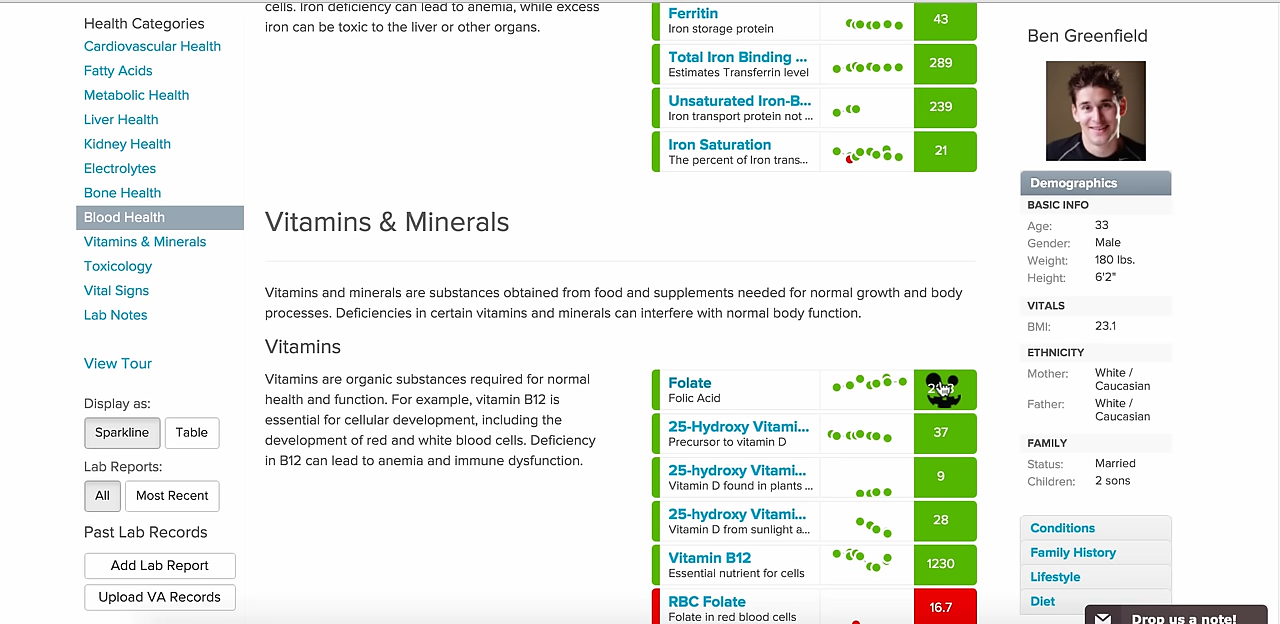 Health Categories
Cardiovascular Health
Fatty Acids
Metabolic Health
Liver Health
Kidney Health
Electrolytes
Bone Health
Blood Health
Vitamins & Minerals
Toxicology
Vital Signs
Lab Notes
View Tour
Display as:
Sparkline Table
Lab Reports:
All Most Recent
Past Lab Records
Add Lab Report
Upload VA Records
cells. Iron deficiency can lead to anemia, while excess
iron can be toxic to the liver or other organs.
Ferritin
Iron storage protein
43
Total Iron Binding ...
Estimates Transferrin level
289
Unsaturated Iron-B...
Iron transport protein not ...
239
Iron Saturation
The percent of Iron trans...
21
Vitamins & Minerals
Vitamins and minerals are substances obtained from food and supplements needed for normal growth and body
processes. Deficiencies in certain vitamins and minerals can interfere with normal body function.
Vitamins
Vitamins are organic substances required for normal
health and function. For example, vitamin B12 is
essential for cellular development, including the
development of red and white blood cells. Deficiency
in B12 can lead to anemia and immune dysfunction.
Folate
Folic Acid
25-Hydroxy Vitami...
Precursor to vitamin D
37
25-hydroxy Vitami...
Vitamin D found in plants ...
9
25-hydroxy Vitami...
Vitamin D from sunlight a...
28
Vitamin B12
Essential nutrient for cells
1230
RBC Folate
Folate in red blood cells
16.7
Ben Greenfield
Demographics
BASIC INFO
Age: 33
Gender: Male
Weight: 180 lbs.
Height: 6'2"
VITALS
BMI: 23.1
ETHNICITY
Mother: White /
Caucasian
Father: White /
Caucasian
FAMILY
Status: Married
Children: 2 sons
Conditions
Family History
Lifestyle
Diet
Drop us a note!